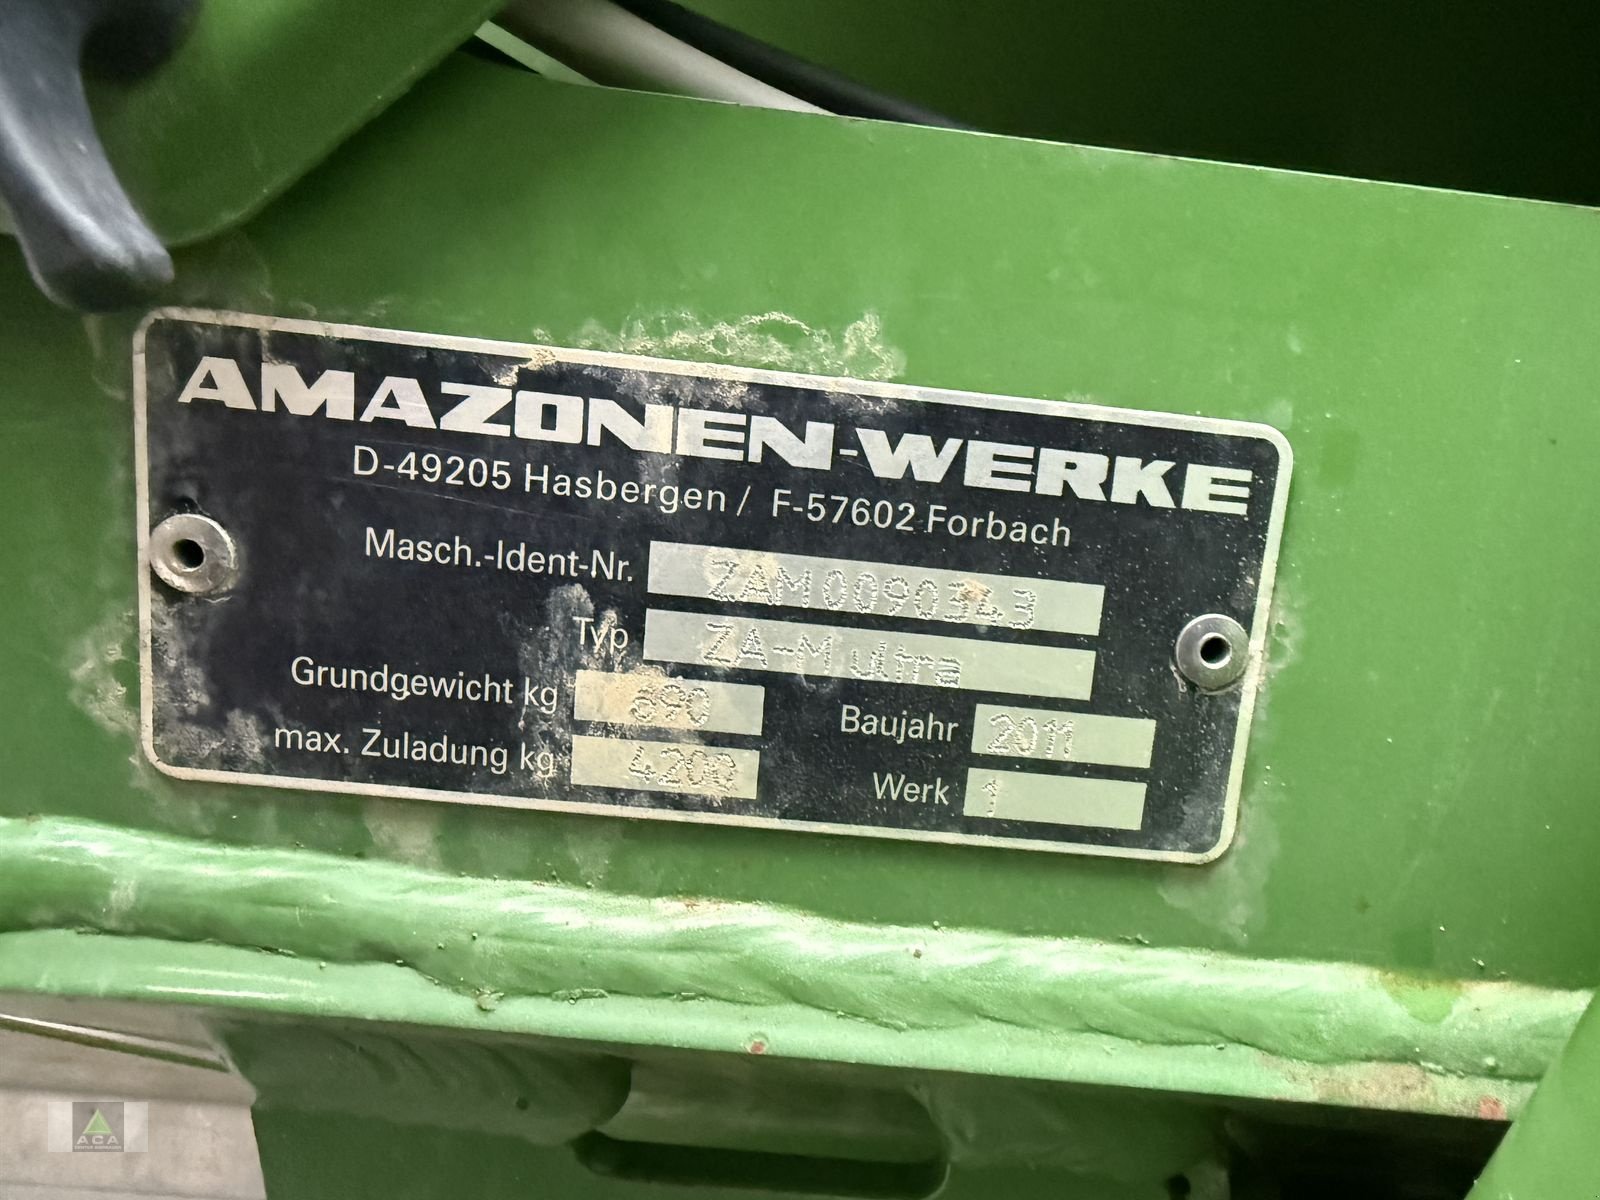 AMAZONEN-WERKE
D-49205 Hasbergen / F-57602 Forbach
Masch.-Ident-Nr. ZAM0090343
Typ ZA-M ultra
Grundgewicht kg 690
Baujahr 2011
max. Zuladung kg 4200
Werk 1
ACA